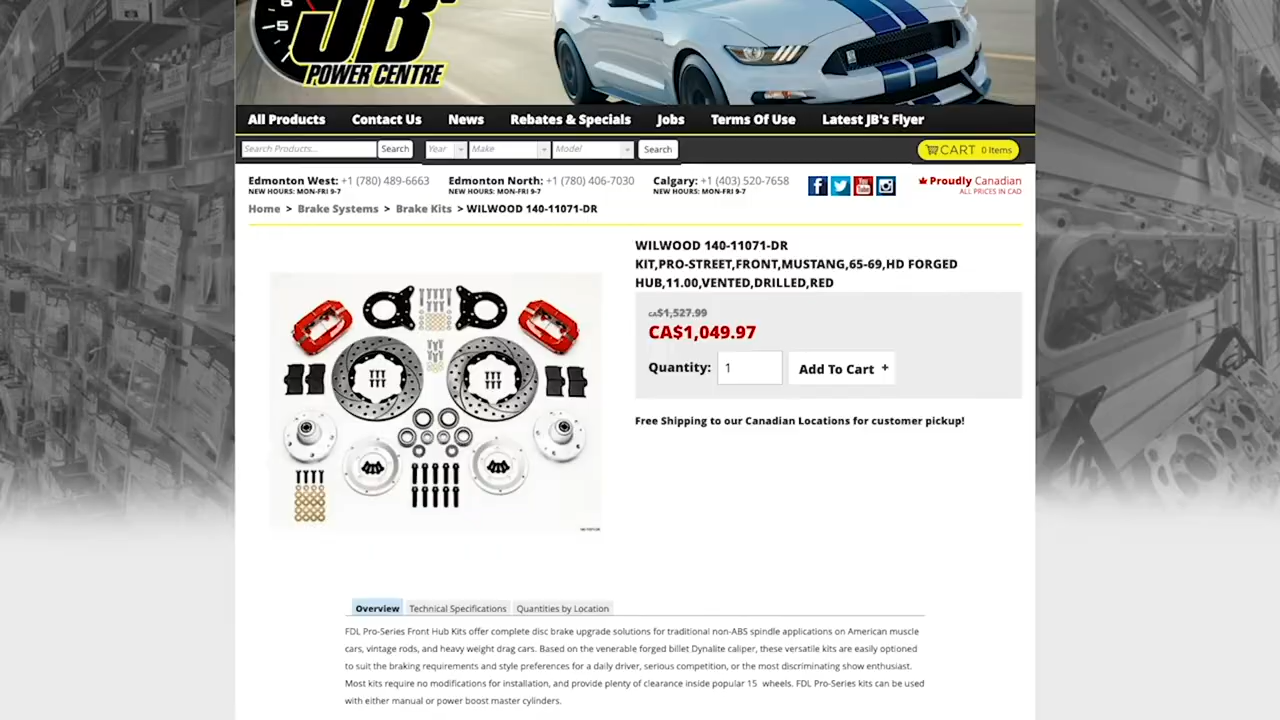 6
5
JB'
POWER CENTRE
All Products Contact Us News Rebates & Specials Jobs Terms Of Use Latest JB's Flyer
Search Products... Search Year Make Model Search CART 0 Items
Edmonton West: +1 (780) 489-6663 Edmonton North: +1 (780) 406-7030 Calgary: +1 (403) 520-7658 Proudly Canadian
NEW HOURS: MON-FRI 9-7 NEW HOURS: MON-FRI 9-7 NEW HOURS: MON-FRI 9-7 ALL PRICES IN CAD
Home > Brake Systems > Brake Kits > WILWOOD 140-11071-DR
WILWOOD 140-11071-DR
KIT,PRO-STREET,FRONT,MUSTANG,65-69,HD FORGED
HUB,11.00,VENTED,DRILLED,RED
CA$1,527.99
CA$1,049.97
Quantity: 1 Add To Cart +
Free Shipping to our Canadian Locations for customer pickup!
Overview Technical Specifications Quantities by Location
FDL Pro-Series Front Hub Kits offer complete disc brake upgrade solutions for traditional non-ABS spindle applications on American muscle
cars, vintage rods, and heavy weight drag cars. Based on the venerable forged billet Dynalite caliper, these versatile kits are easily optioned
to suit the braking requirements and style preferences for a daily driver, serious competition, or the most discriminating show enthusiast.
Most kits require no modifications for installation, and provide plenty of clearance inside popular 15 wheels. FDL Pro-Series kits can be used
with either manual or power boost master cylinders.